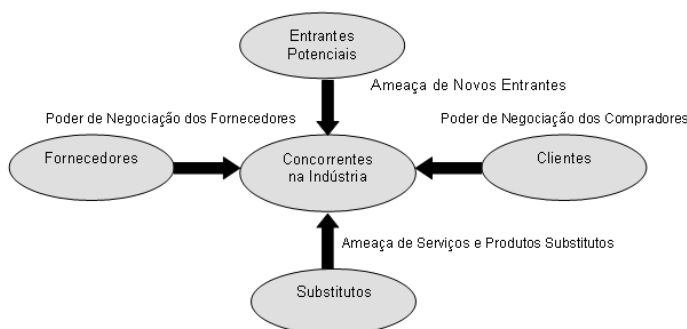 Entrantes
Potenciais
Ameaça de Novos Entrantes
Poder de Negociação dos Fornecedores
Poder de Negociação dos Compradores
Fornecedores
Concorrentes
na Indústria
Clientes
Ameaça de Serviços e Produtos Substitutos
Substitutos